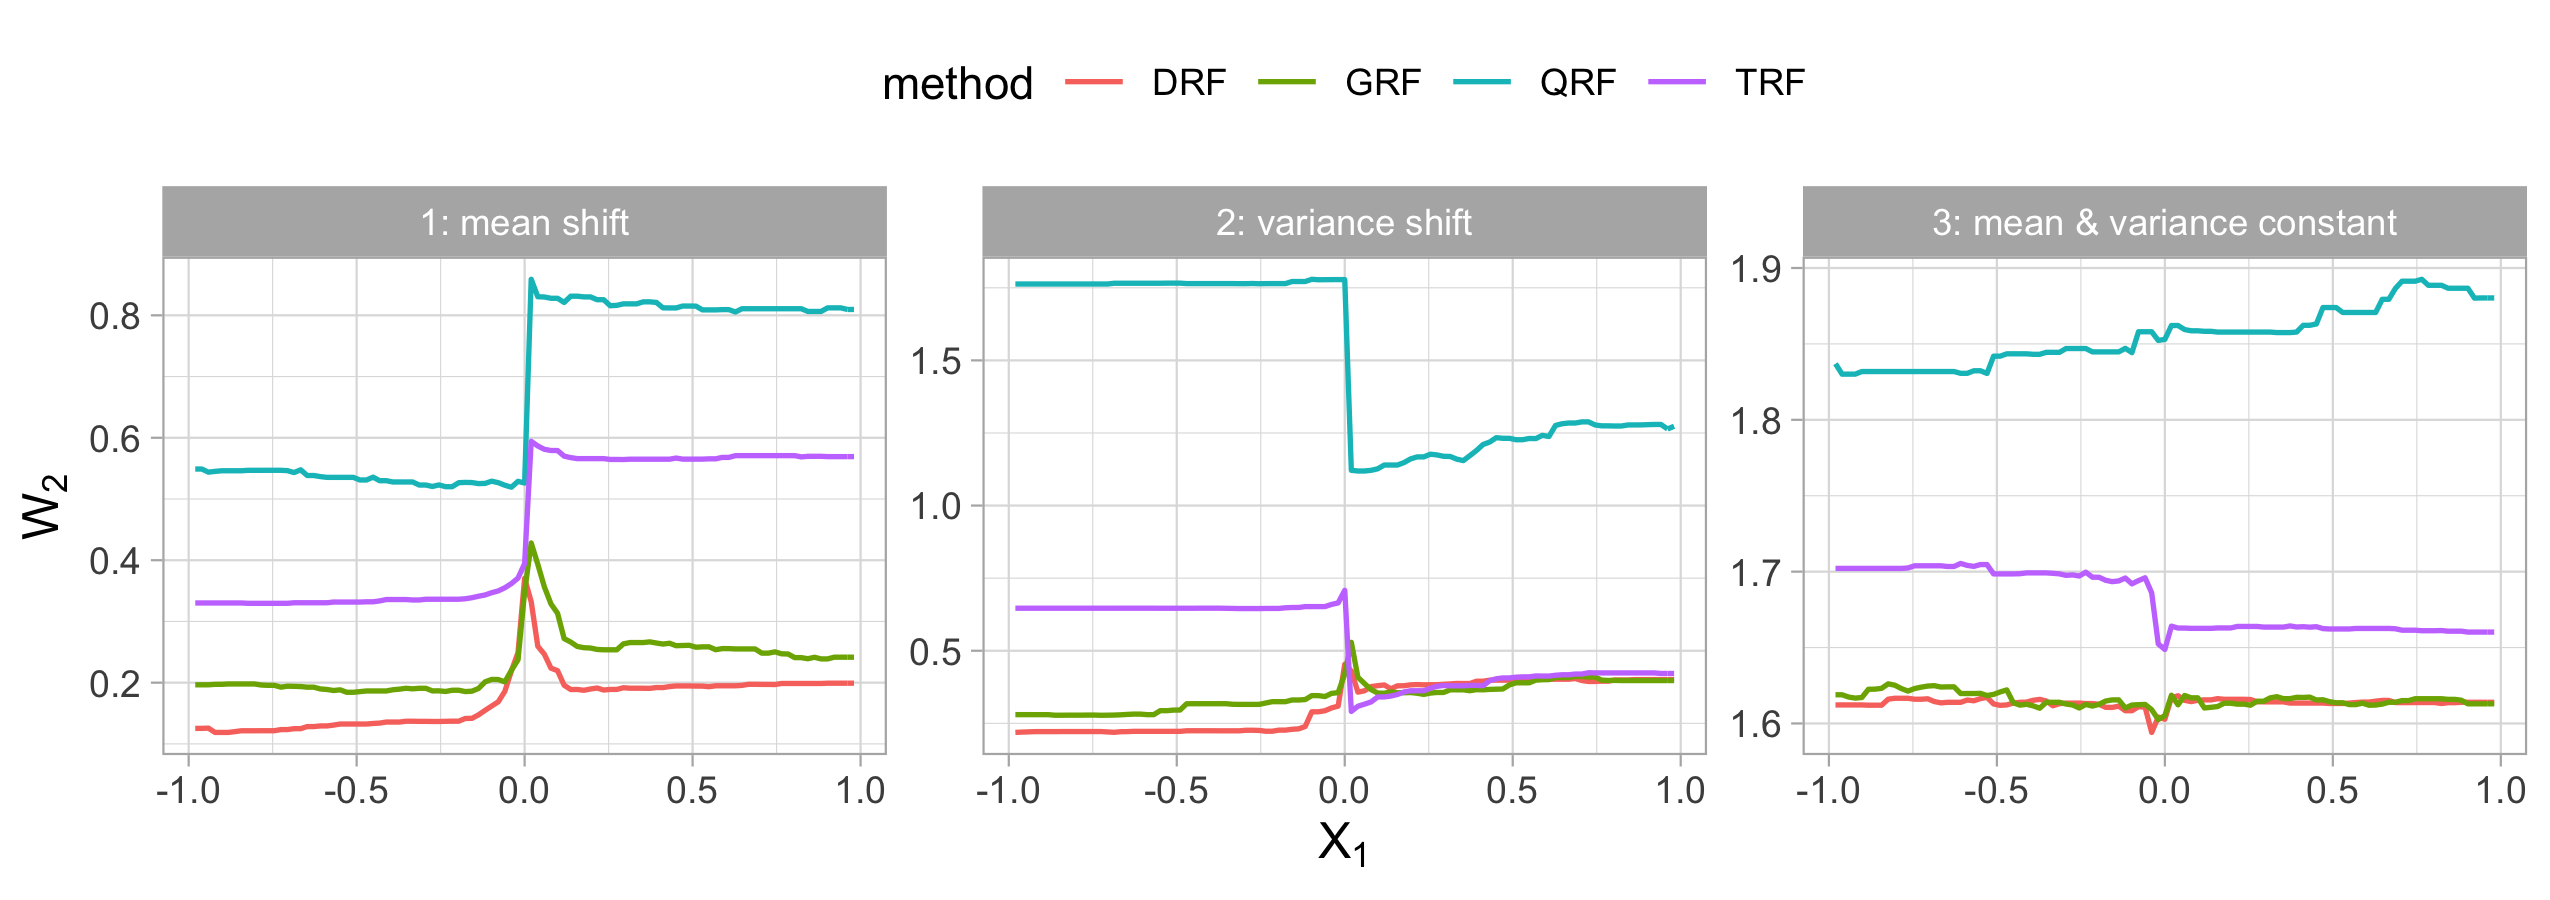 method DRF GRF QRF TRF
1: mean shift
2: variance shift
3: mean & variance constant
W2
0.8
0.6
0.4
0.2
1.5
1.0
0.5
1.9
1.8
1.7
1.6
-1.0 -0.5 0.0 0.5 1.0
-1.0 -0.5 0.0 0.5 1.0
-1.0 -0.5 0.0 0.5 1.0
X1